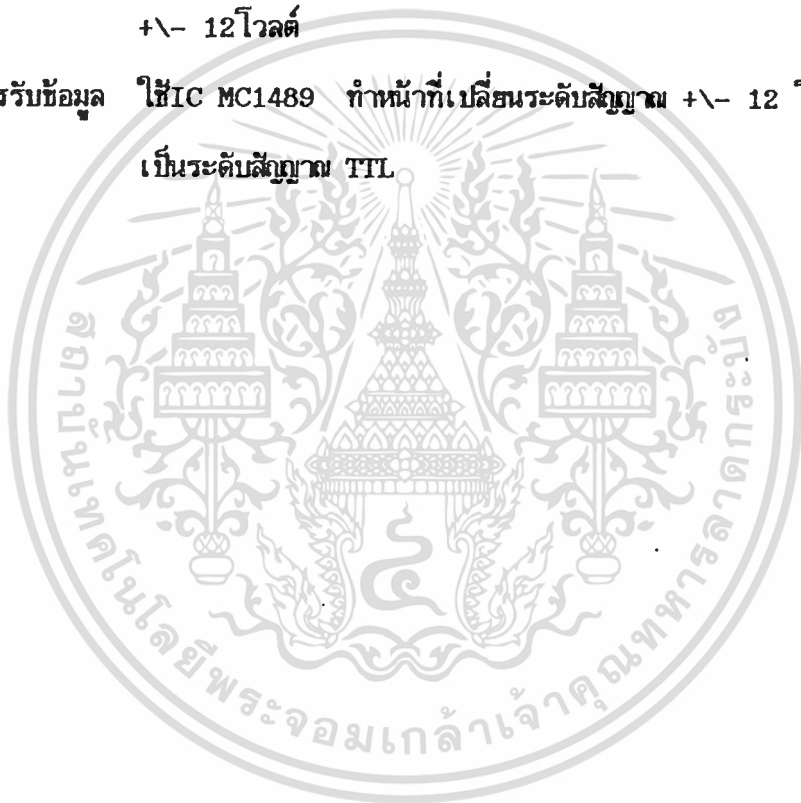 +\- 12โวลต์
รรับข้อมูล ใช้IC MC1489 ทำหน้าที่เปลี่ยนระดับสัญญาณ +\- 12
เป็นระดับสัญญาณ TTL
สถาบันเทคโนโลยีพระจอมเกล้าเจ้าคุณทหารลาดกระบัง